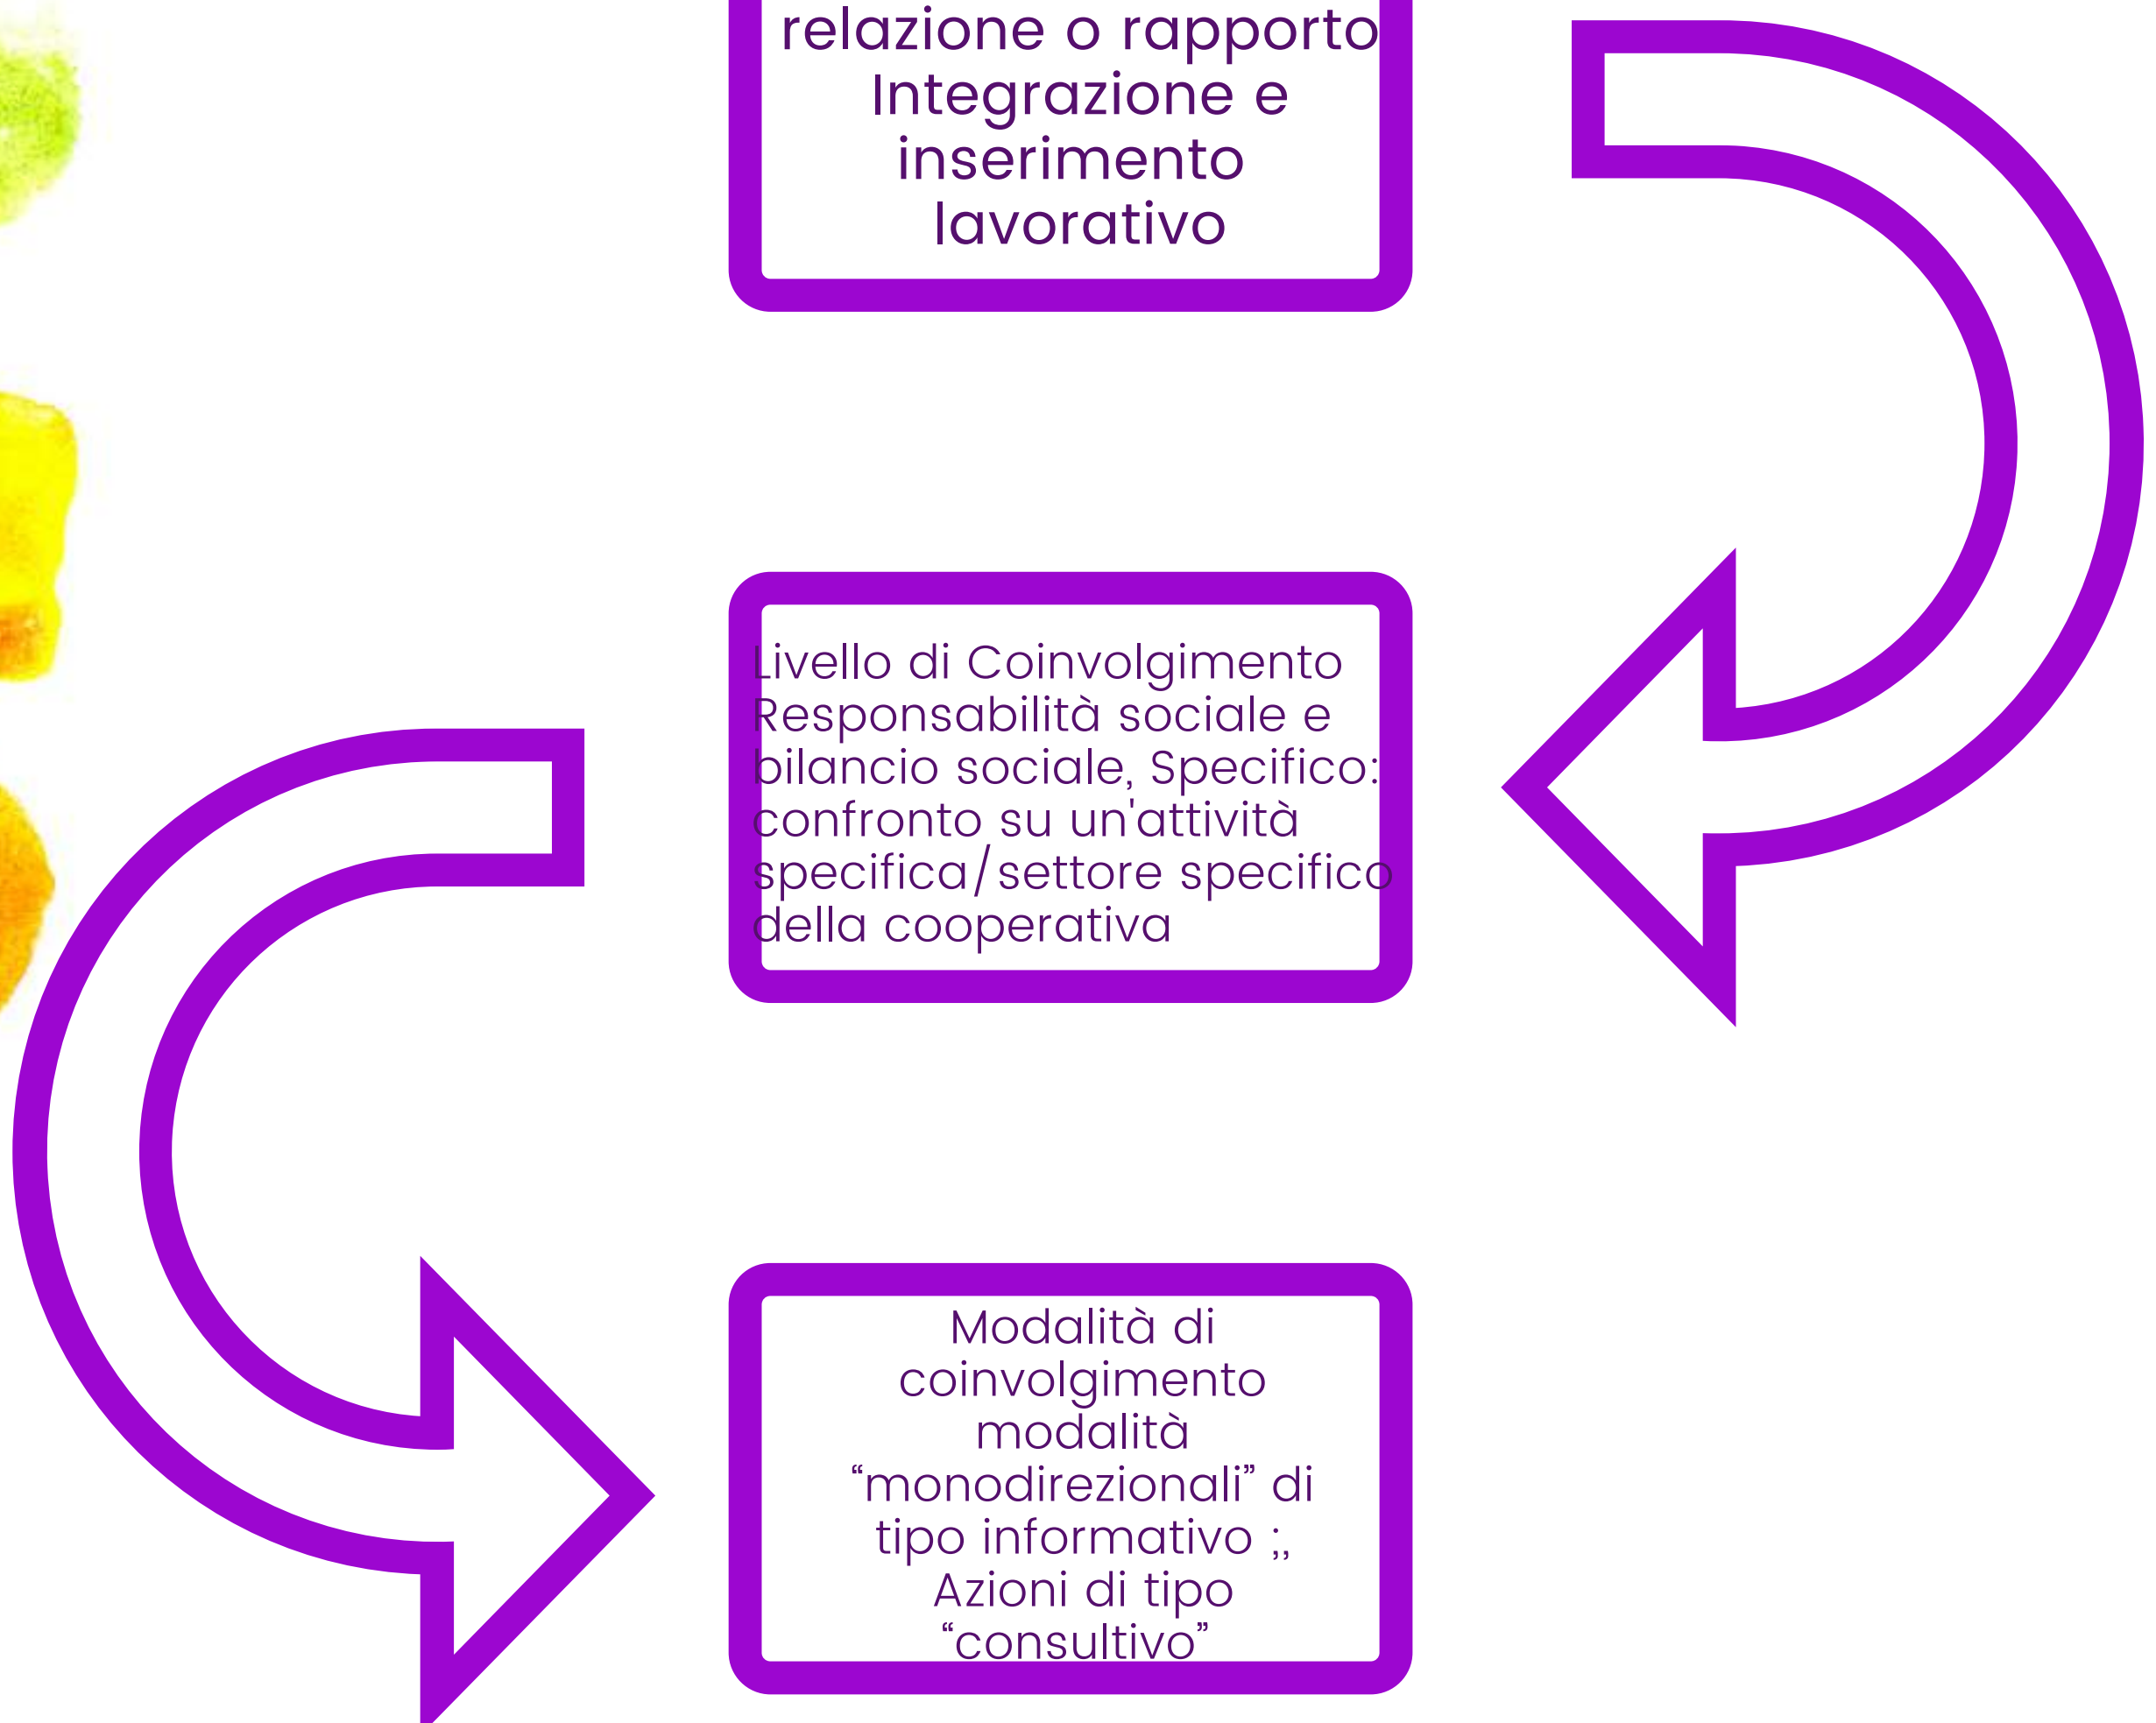 relazione o rapporto
Integrazione e
inserimento
lavorativo
Livello di Coinvolgimento
Responsabilità sociale e
bilancio sociale, Specifico:
confronto su un'attività
specifica/settore specifico
della cooperativa
Modalità di
coinvolgimento
modalità
“monodirezionali” di
tipo informativo ;,
Azioni di tipo
“consultivo”